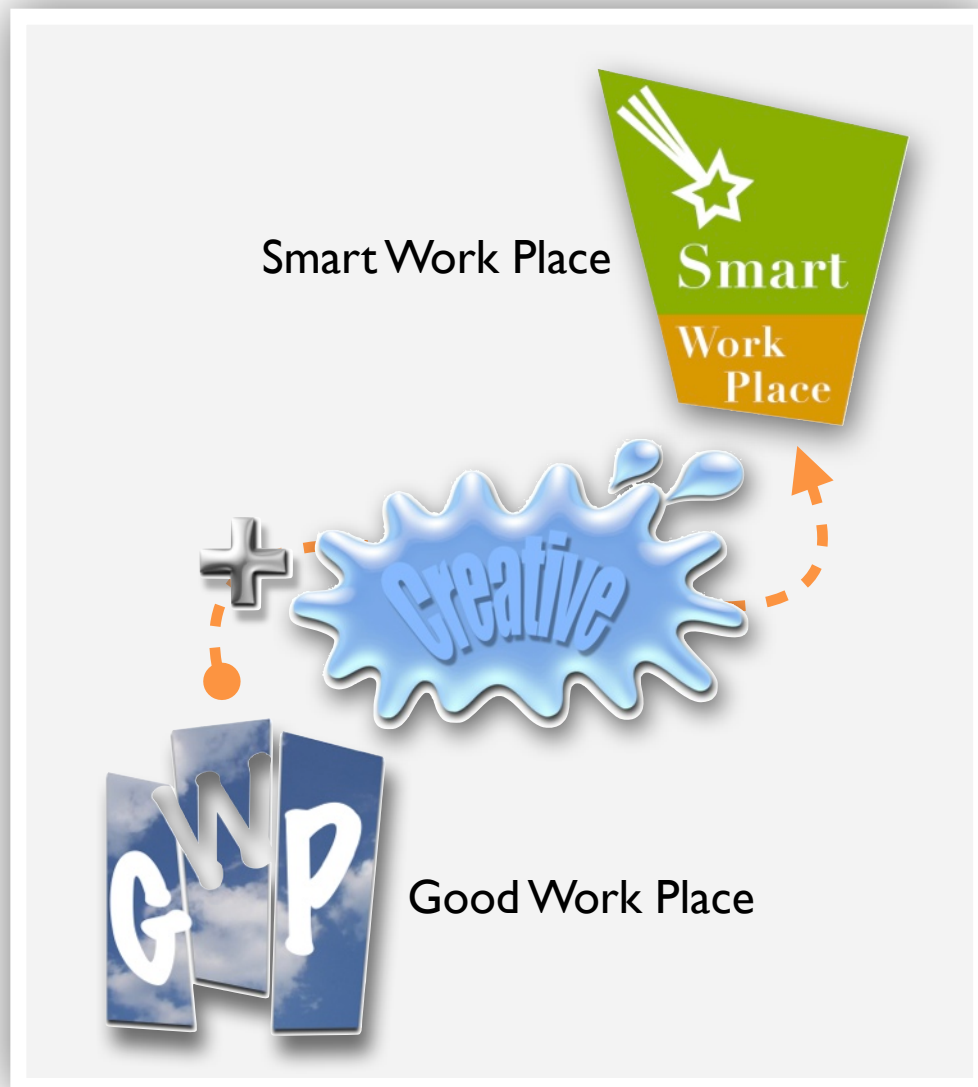 Smart Work Place
Smart
Work
Place
Creative
GWP
Good Work Place